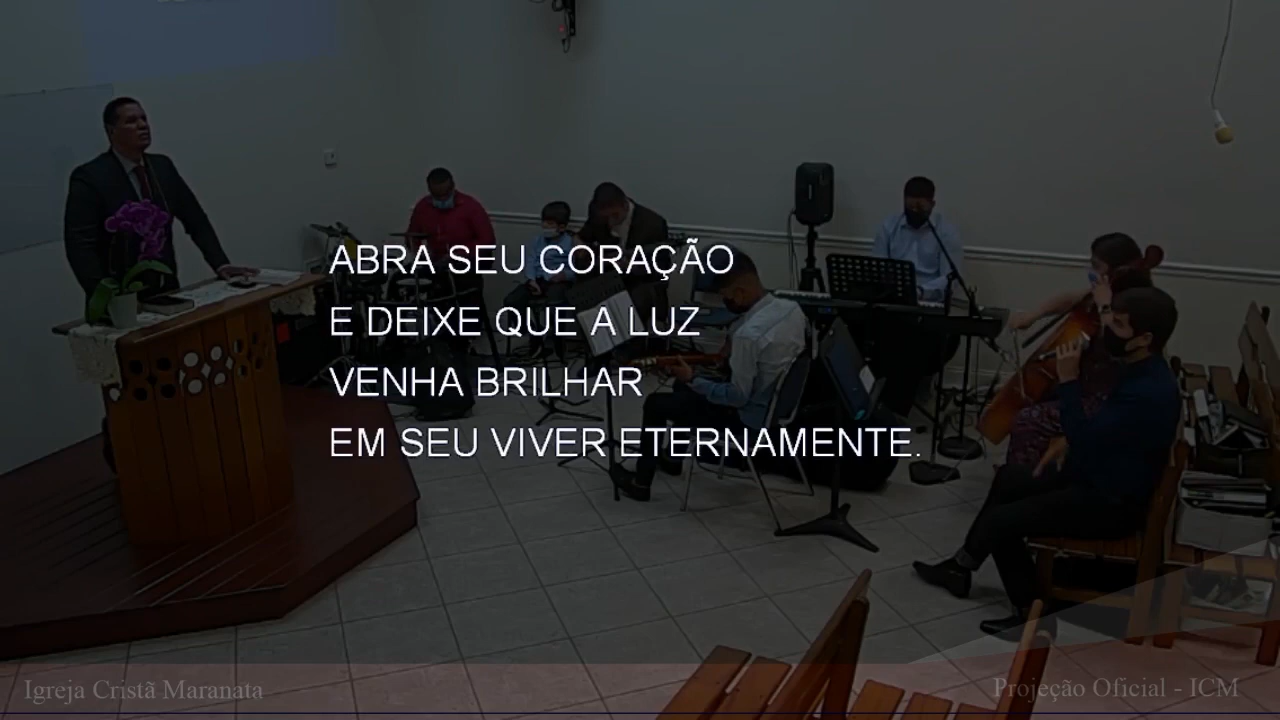 ABRA SEU CORAÇÃO
E DEIXE QUE A LUZ
VENHA BRILHAR
EM SEU VIVER ETERNAMENTE.
Igreja Cristã Maranata
Projeção Oficial - ICM